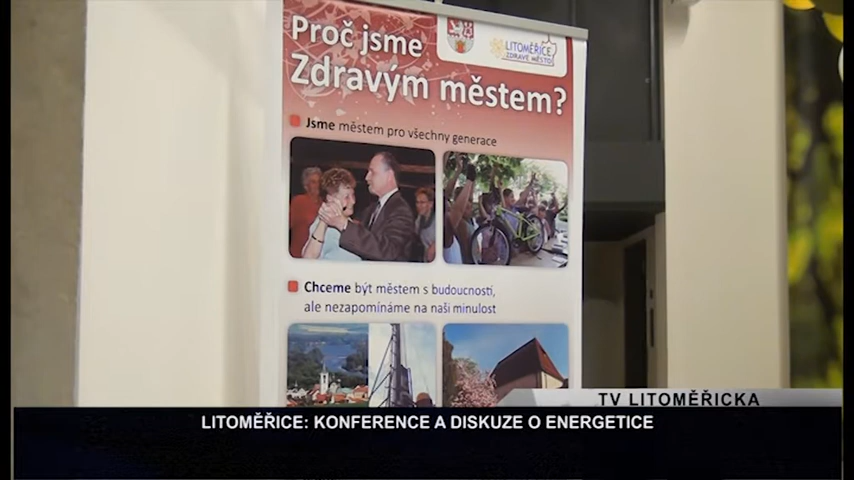 Proč jsme
Zdravým městem?
LITOMĚŘICE
ZDRAVÉ MĚSTO
Jsme městem pro všechny generace
Chceme být městem s budoucností,
ale nezapomínáme na naši minulost
TV LITOMĚŘICKA
LITOMĚŘICE: KONFERENCE A DISKUZE O ENERGETICE